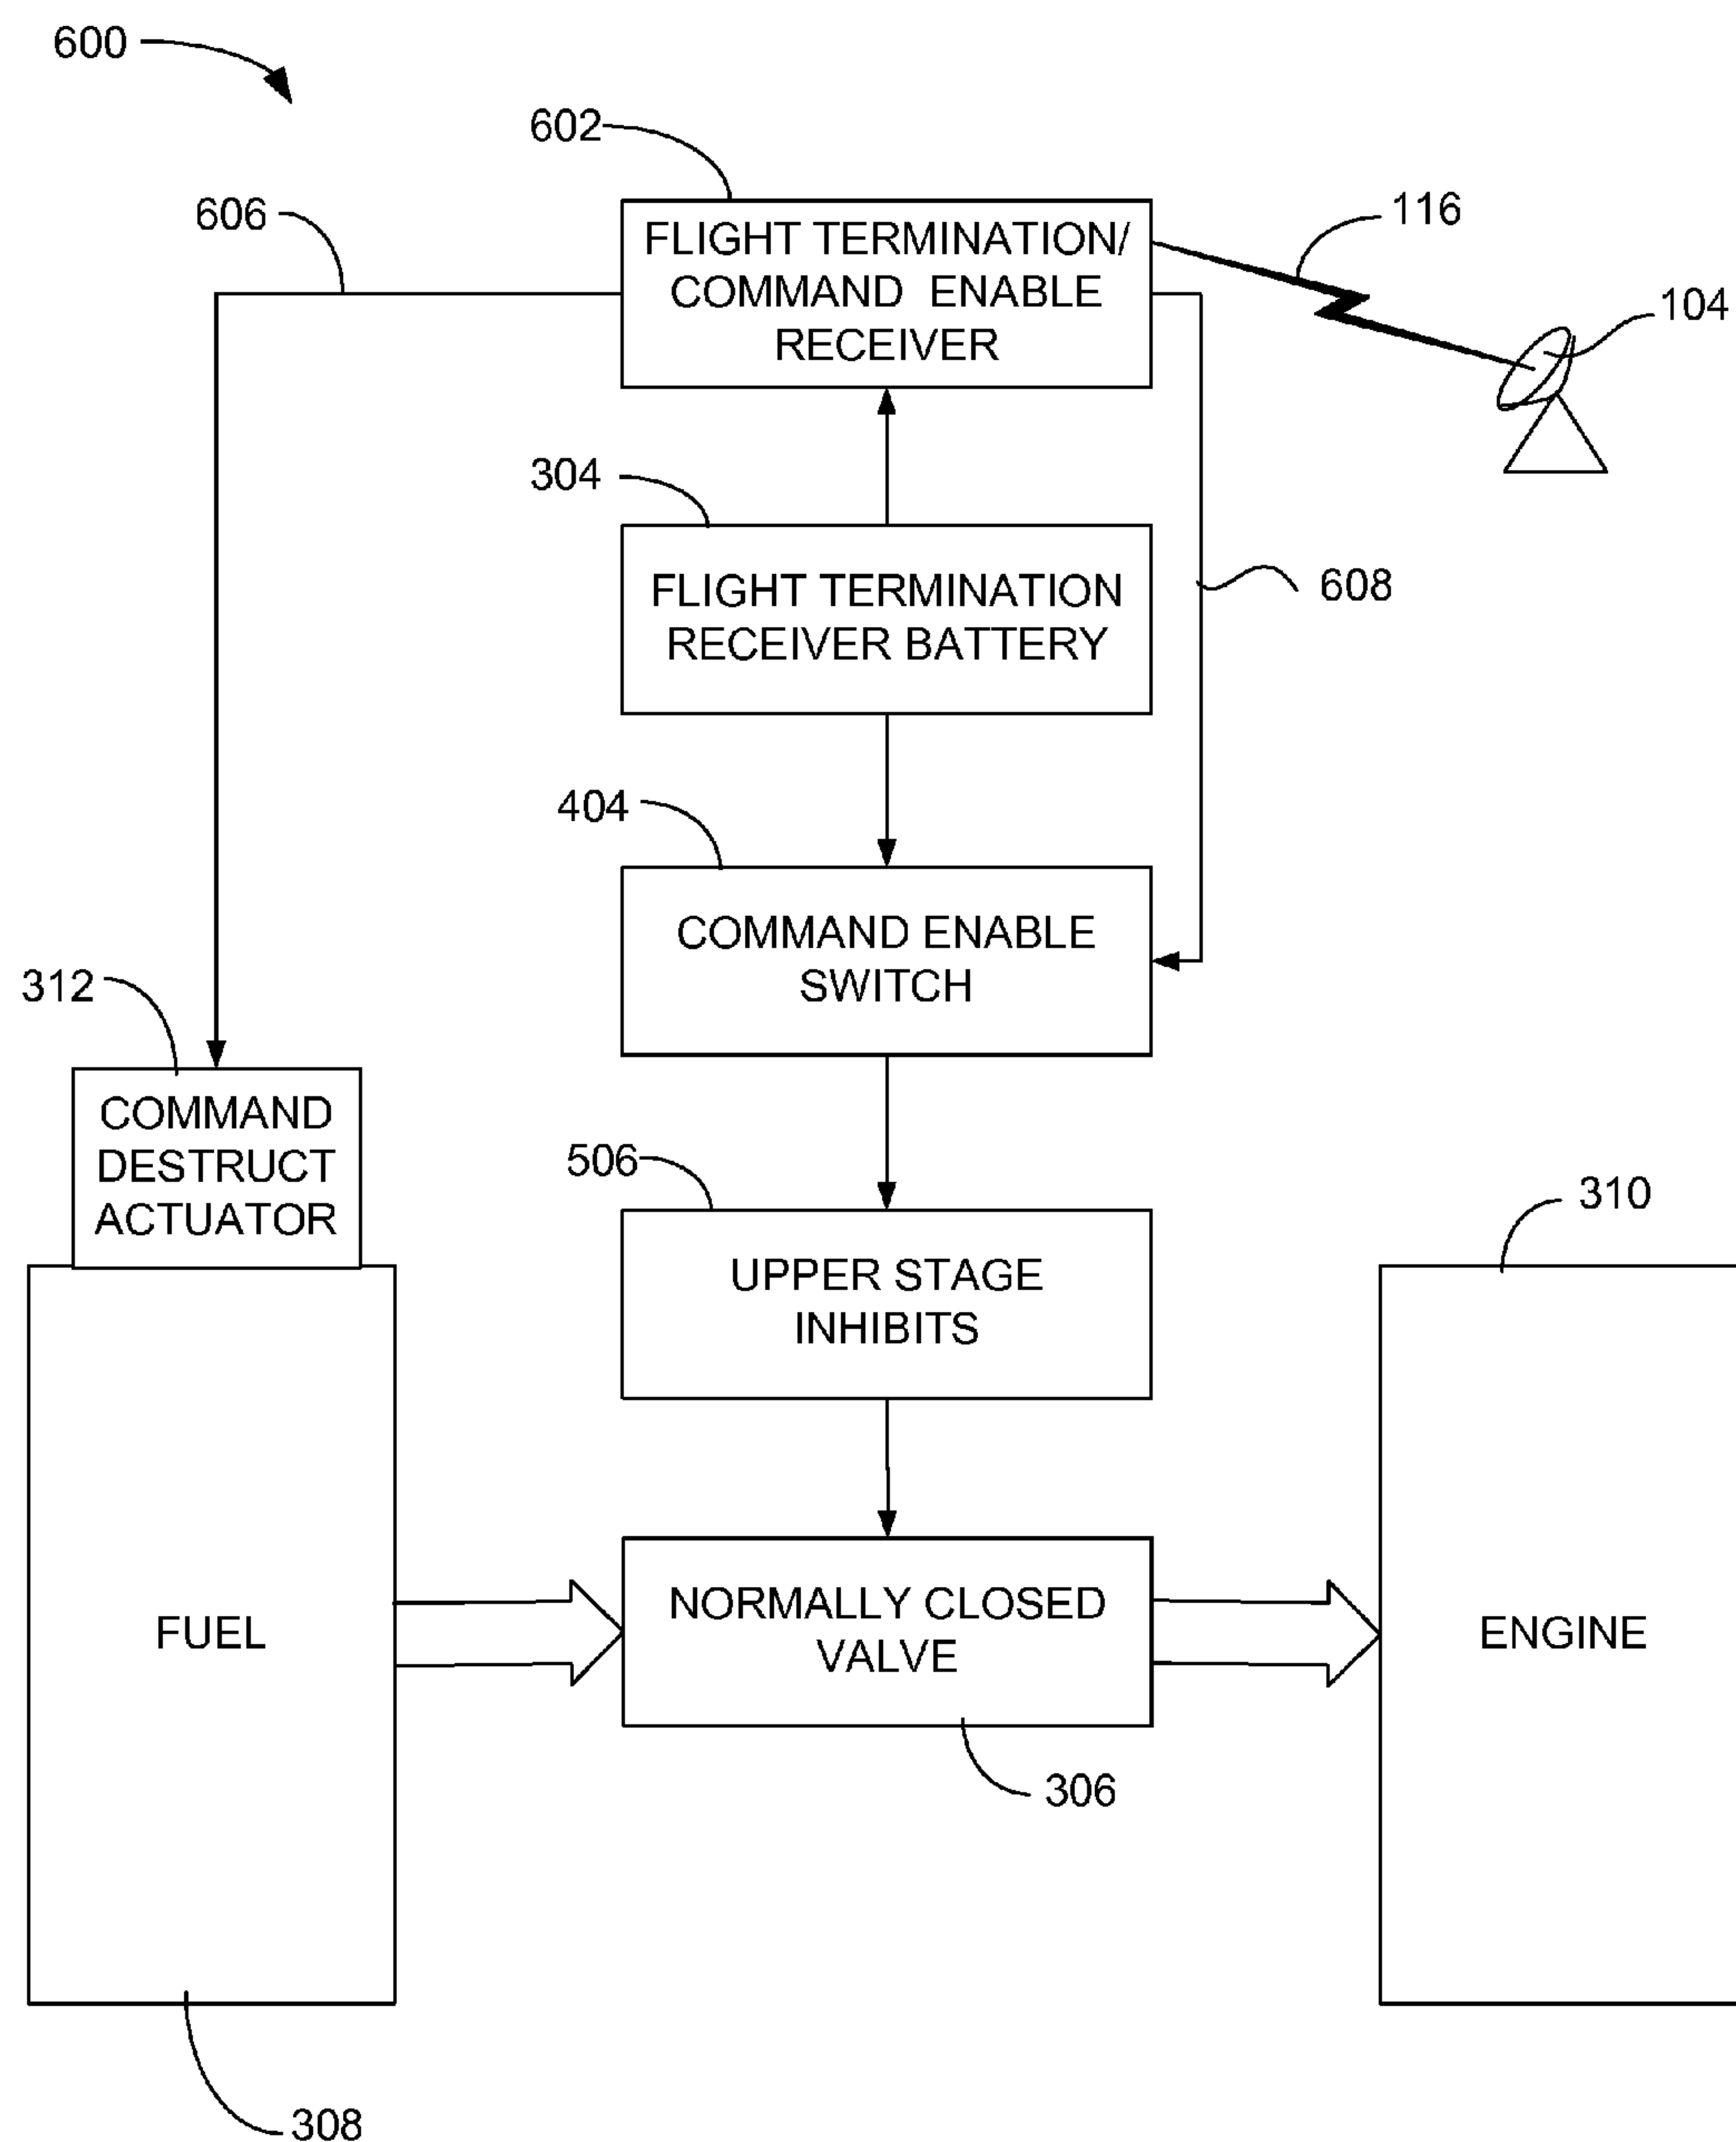 600
602
606
FLIGHT TERMINATION/
COMMAND ENABLE
RECEIVER
116
104
304
FLIGHT TERMINATION
RECEIVER BATTERY
608
404
COMMAND ENABLE
SWITCH
312
COMMAND
DESTRUCT
ACTUATOR
506
UPPER STAGE
INHIBITS
310
FUEL
NORMALLY CLOSED
VALVE
ENGINE
306
308